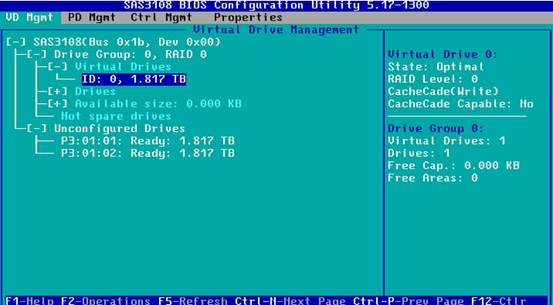 SAS3108 BIOS Configuration Utility 5.17-1300
VD Mgmt PD Mgmt Ctrl Mgmt Properties
Virtual Drive Management
[-] SAS3108(Bus 0x1b, Dev 0x00)
[-] Drive Group: 0, RAID 0
[-] Virtual Drives
ID: 0, 1.817 TB
[+] Drives
[+] Available size: 0.000 KB
Hot spare drives
[-] Unconfigured Drives
P3:01:01: Ready: 1.817 TB
P3:01:02: Ready: 1.817 TB
Virtual Drive 0:
State: Optimal
RAID Level: 0
CacheCade(Write)
CacheCade Capable: No
Drive Group 0:
Virtual Drives: 1
Drives: 1
Free Cap.: 0.000 KB
Free Areas: 0
F1-Help F2-Operations F5-Refresh Ctrl-N-Next Page Ctrl-P-Prev Page F12-Ctlr